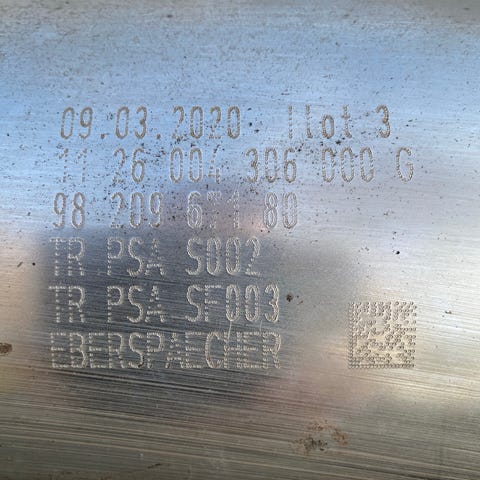 09.03.2020 Ilot 3
11 26 004 306 000 G
98 209 671 80
TR PSA S002
TR PSA SF003
EBERSPAECHER